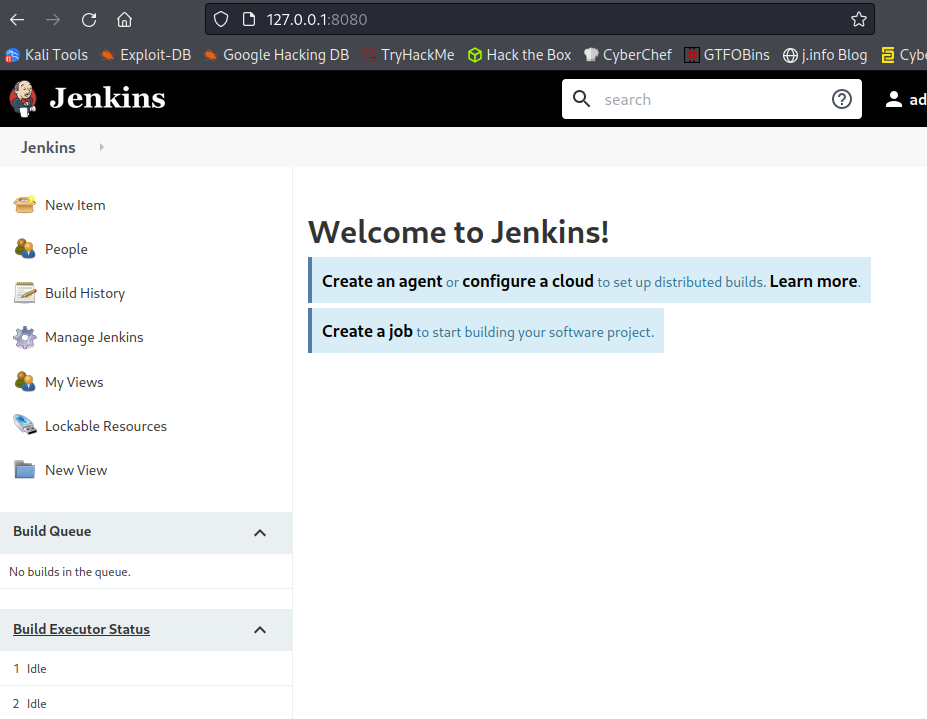 127.0.0.1:8080
Kali Tools Exploit-DB Google Hacking DB TryHackMe Hack the Box CyberChef GTFOBins j.info Blog Cybe
Jenkins search ad
Jenkins
New Item
People
Build History
Manage Jenkins
My Views
Lockable Resources
New View
Build Queue
No builds in the queue.
Build Executor Status
1 Idle
2 Idle
Welcome to Jenkins!
Create an agent or configure a cloud to set up distributed builds. Learn more.
Create a job to start building your software project.